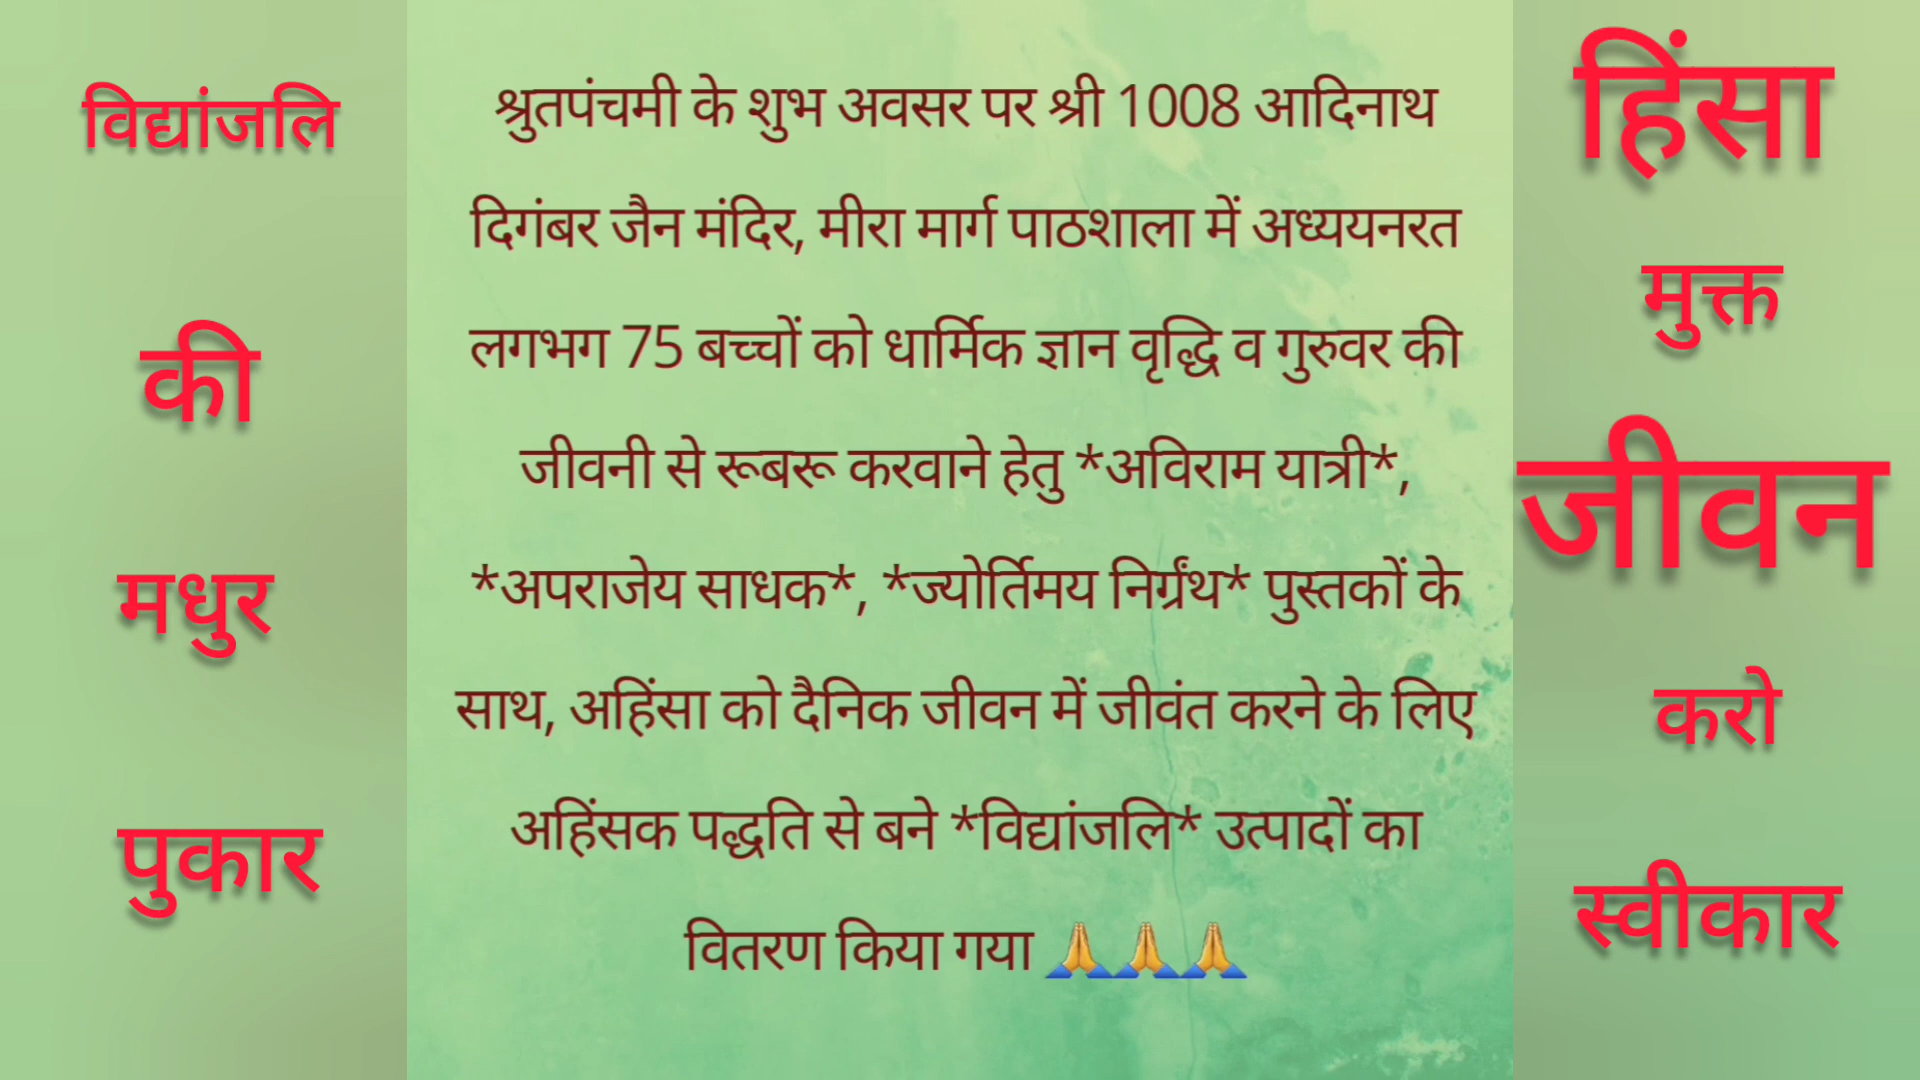 विद्यांजलि
की
मधुर
पुकार
श्रुतपंचमी के शुभ अवसर पर श्री 1008 आदिनाथ
दिगंबर जैन मंदिर, मीरा मार्ग पाठशाला में अध्ययनरत
लगभग 75 बच्चों को धार्मिक ज्ञान वृद्धि व गुरुवर की
जीवनी से रूबरू करवाने हेतु *अविराम यात्री*,
*अपराजेय साधक*, *ज्योर्तिमय निर्ग्रंथ* पुस्तकों के
साथ, अहिंसा को दैनिक जीवन में जीवंत करने के लिए
अहिंसक पद्धति से बने *विद्यांजलि* उत्पादों का
वितरण किया गया 🙏🙏🙏
हिंसा
मुक्त
जीवन
करो
स्वीकार